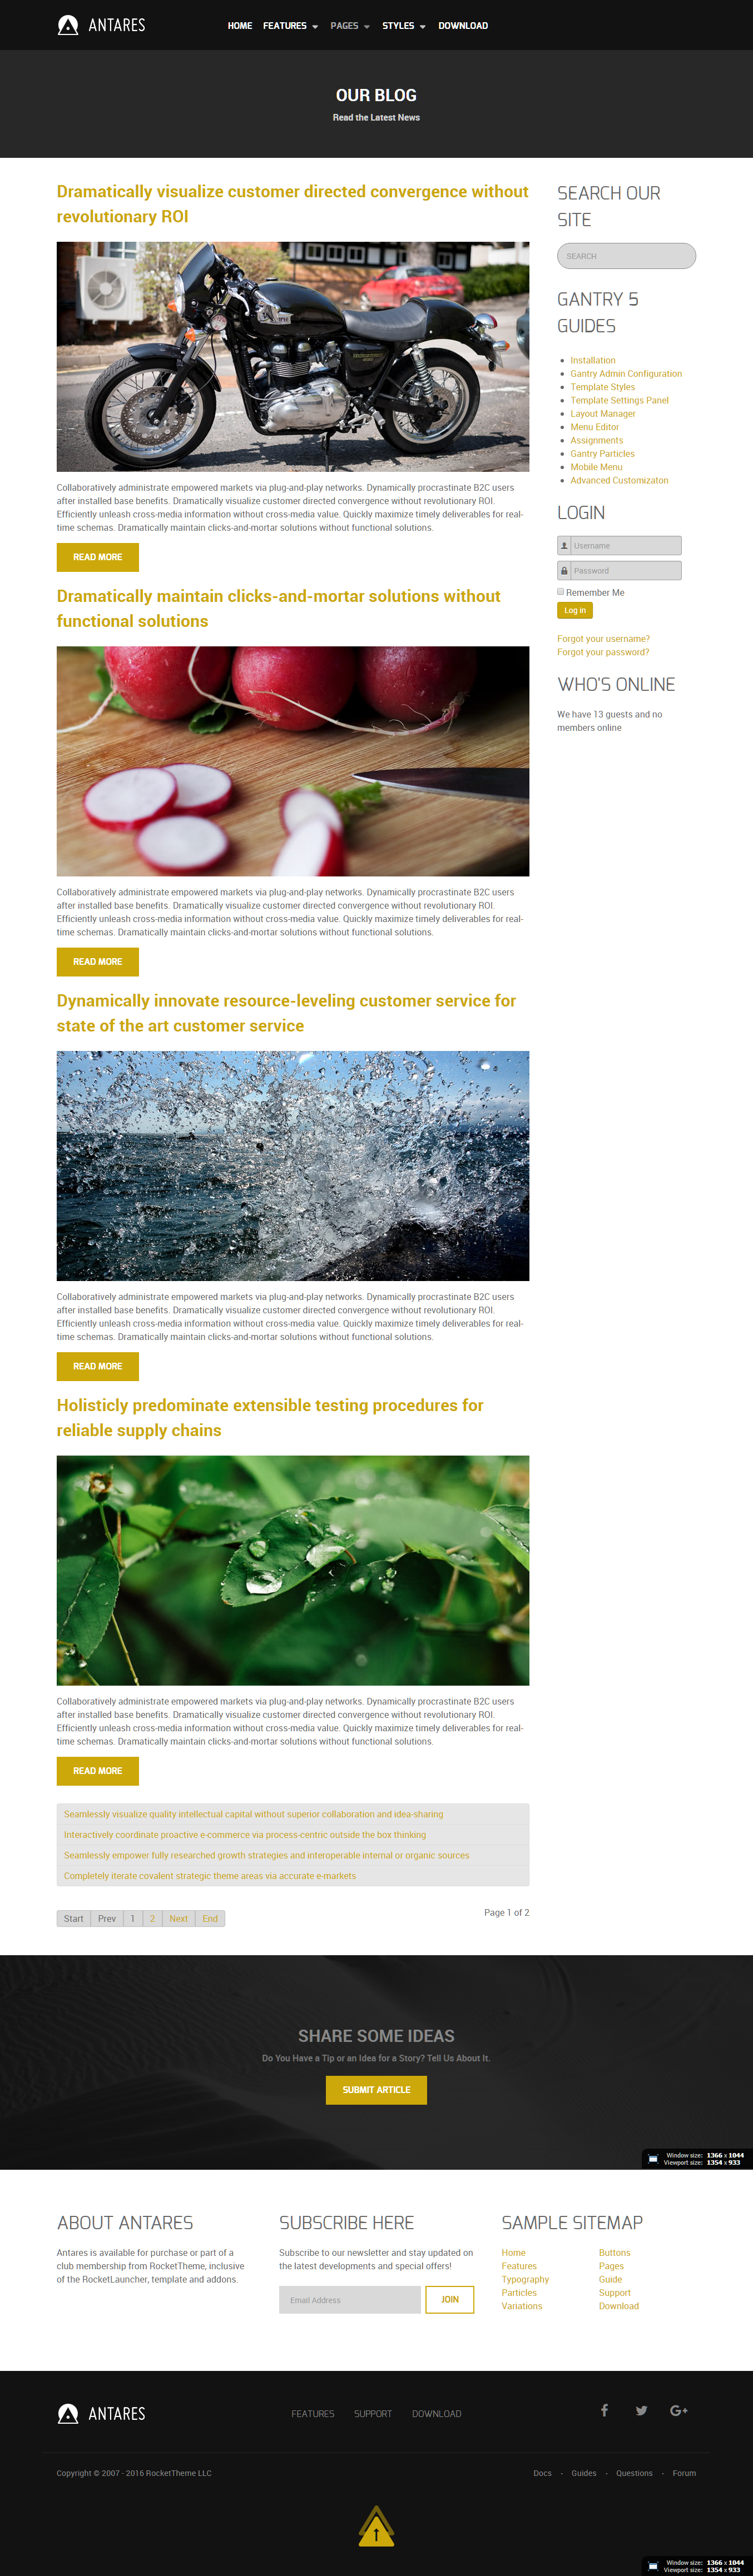 ANTARES
HOME FEATURES PAGES STYLES DOWNLOAD
OUR BLOG
Read the Latest News
Dramatically visualize customer directed convergence without
revolutionary ROI
Collaboratively administrate empowered markets via plug-and-play networks. Dynamically procrastinate B2C users
after installed base benefits. Dramatically visualize customer directed convergence without revolutionary ROI.
Efficiently unleash cross-media information without cross-media value. Quickly maximize timely deliverables for real-
time schemas. Dramatically maintain clicks-and-mortar solutions without functional solutions.
READ MORE
Dramatically maintain clicks-and-mortar solutions without
functional solutions
Collaboratively administrate empowered markets via plug-and-play networks. Dynamically procrastinate B2C users
after installed base benefits. Dramatically visualize customer directed convergence without revolutionary ROI.
Efficiently unleash cross-media information without cross-media value. Quickly maximize timely deliverables for real-
time schemas. Dramatically maintain clicks-and-mortar solutions without functional solutions.
READ MORE
Dynamically innovate resource-leveling customer service for
state of the art customer service
Collaboratively administrate empowered markets via plug-and-play networks. Dynamically procrastinate B2C users
after installed base benefits. Dramatically visualize customer directed convergence without revolutionary ROI.
Efficiently unleash cross-media information without cross-media value. Quickly maximize timely deliverables for real-
time schemas. Dramatically maintain clicks-and-mortar solutions without functional solutions.
READ MORE
Holisticly predominate extensible testing procedures for
reliable supply chains
Collaboratively administrate empowered markets via plug-and-play networks. Dynamically procrastinate B2C users
after installed base benefits. Dramatically visualize customer directed convergence without revolutionary ROI.
Efficiently unleash cross-media information without cross-media value. Quickly maximize timely deliverables for real-
time schemas. Dramatically maintain clicks-and-mortar solutions without functional solutions.
READ MORE
Seamlessly visualize quality intellectual capital without superior collaboration and idea-sharing
Interactively coordinate proactive e-commerce via process-centric outside the box thinking
Seamlessly empower fully researched growth strategies and interoperable internal or organic sources
Completely iterate covalent strategic theme areas via accurate e-markets
Start Prev 1 2 Next End
Page 1 of 2
SEARCH OUR
SITE
SEARCH
GANTRY 5
GUIDES
Installation
Gantry Admin Configuration
Template Styles
Template Settings Panel
Layout Manager
Menu Editor
Assignments
Gantry Particles
Mobile Menu
Advanced Customizaton
LOGIN
Username
Password
Remember Me
Log in
Forgot your username?
Forgot your password?
WHO'S ONLINE
We have 13 guests and no
members online
SHARE SOME IDEAS
Do You Have a Tip or an Idea for a Story? Tell Us About It.
SUBMIT ARTICLE
Window size: 1366 x 1044
Viewport size: 1354 x 933
ABOUT ANTARES
Antares is available for purchase or part of a
club membership from RocketTheme, inclusive
of the RocketLauncher, template and addons.
SUBSCRIBE HERE
Subscribe to our newsletter and stay updated on
the latest developments and special offers!
Email Address
JOIN
SAMPLE SITEMAP
Home
Features
Typography
Particles
Variations
Buttons
Pages
Guide
Support
Download
ANTARES
FEATURES SUPPORT DOWNLOAD
Copyright © 2007 - 2016 RocketTheme LLC
Docs · Guides · Questions · Forum
Window size: 1366 x 1044
Viewport size: 1354 x 933